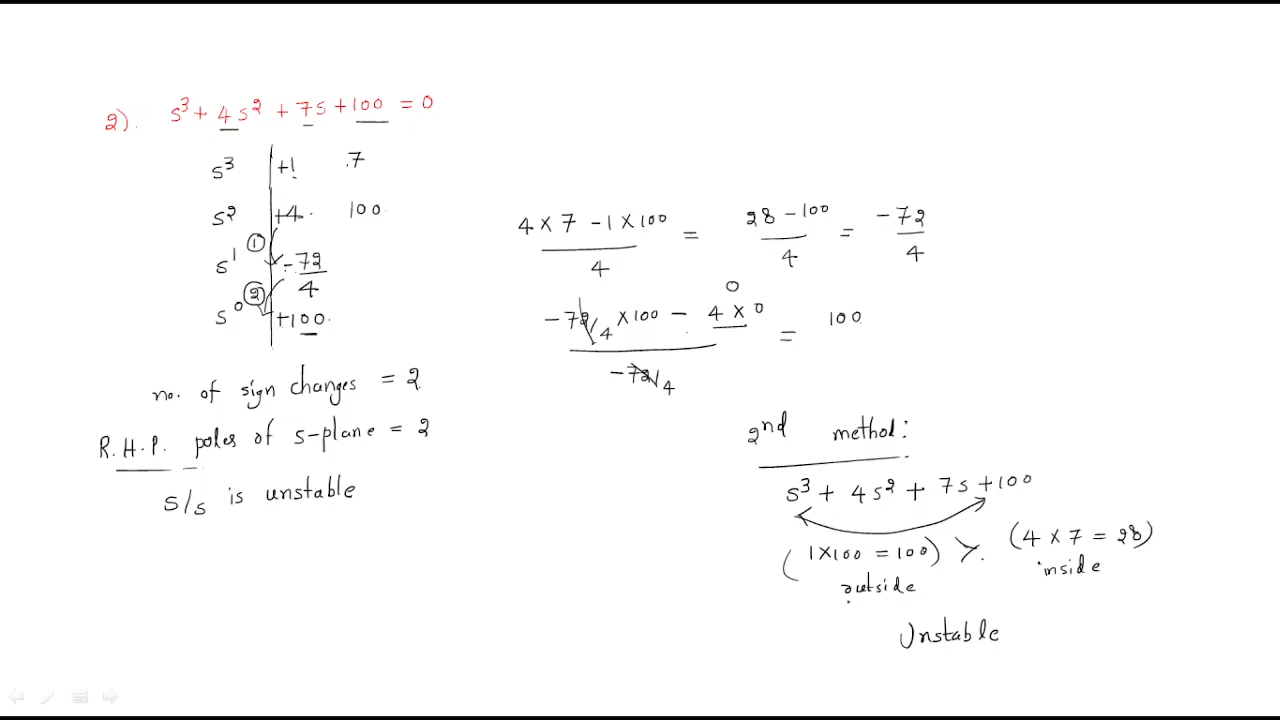 2). s³ + 4s² + 7s + 100 = 0
s³ +1 7
s² +4 100
①
s¹ -72/4
②
s⁰ +100
no. of sign changes = 2
R.H.P. poles of s-plane = 2
s/s is unstable
(4 × 7 - 1 × 100)/4 = (28 - 100)/4 = -72/4
0
(-72/4 × 100 - 4 × 0)/(-72/4) = 100
2nd method:
s³ + 4s² + 7s + 100
(1×100 = 100) > (4 × 7 = 28)
outside inside
Unstable